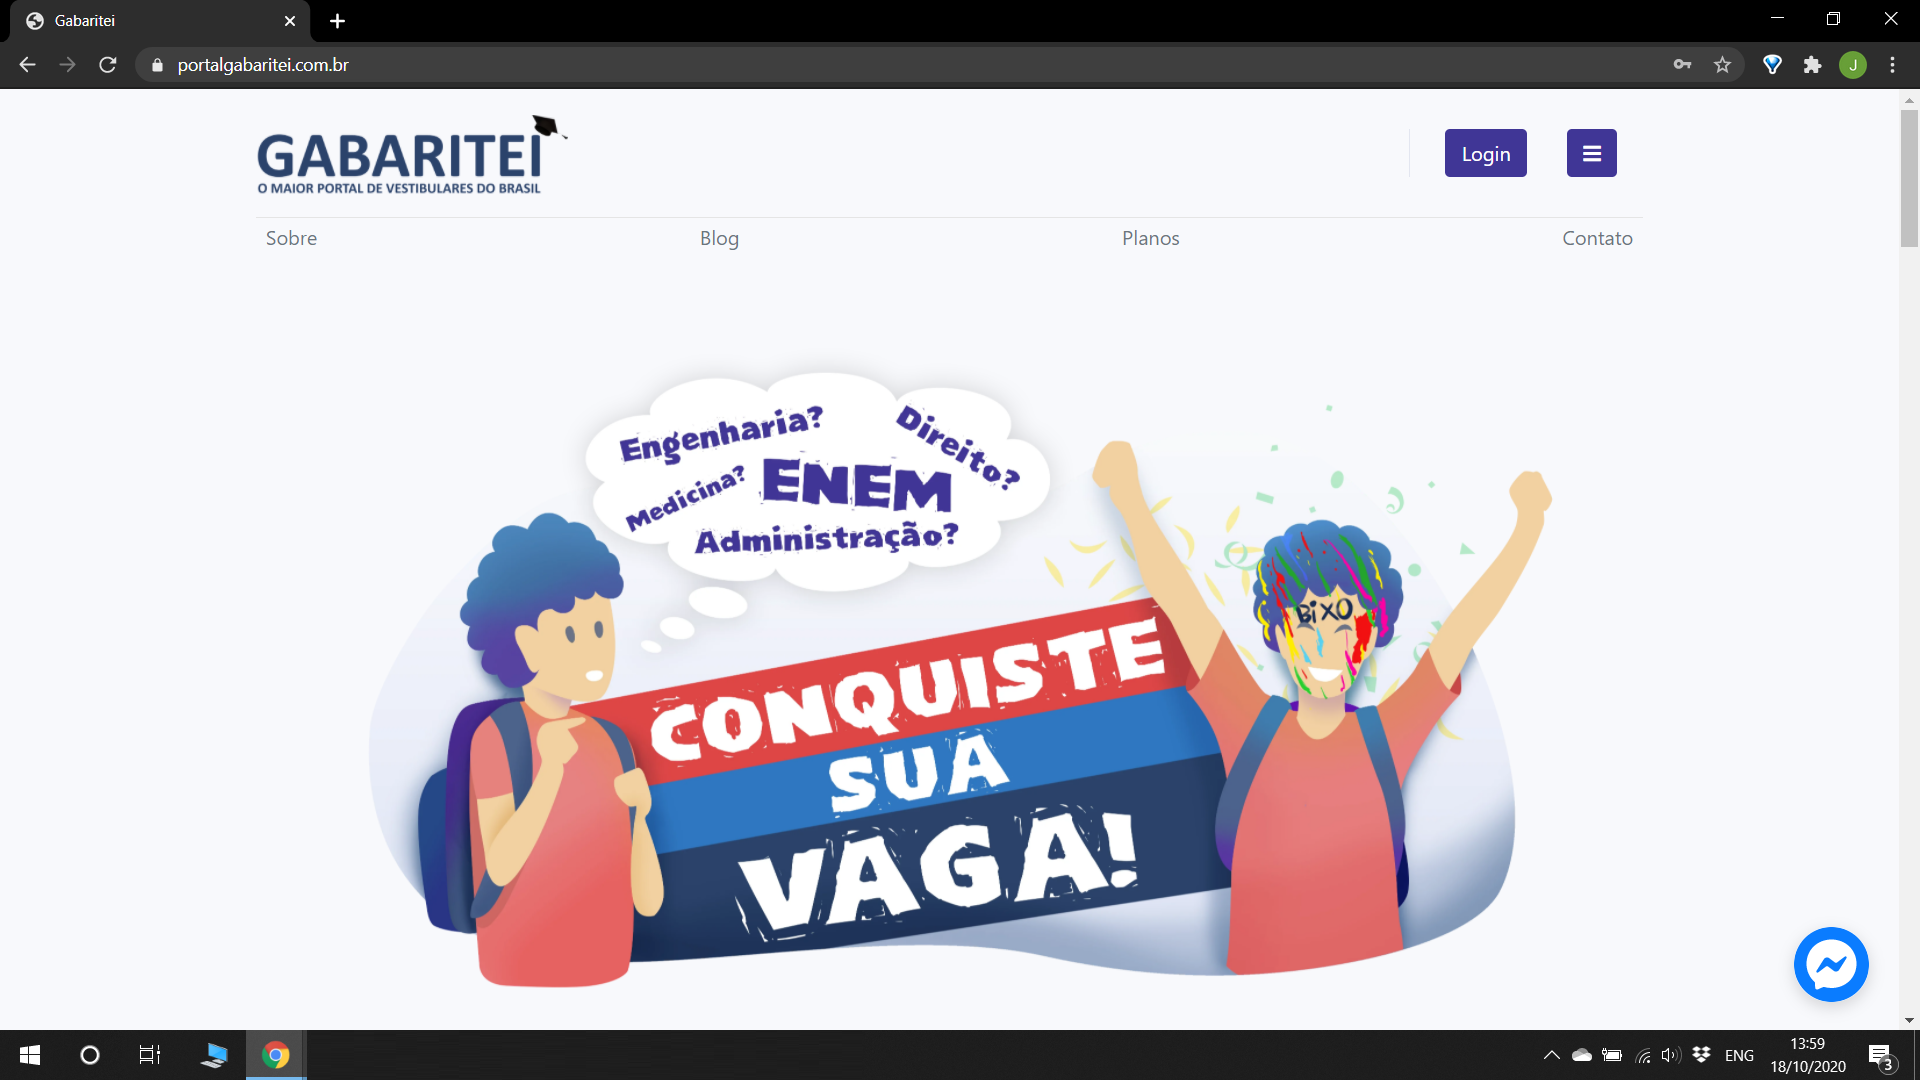 Gabaritei
portalgabaritei.com.br
J
GABARITEI
O MAIOR PORTAL DE VESTIBULARES DO BRASIL
Login
Sobre
Blog
Planos
Contato
Engenharia?
Direito?
Medicina?
ENEM
Administração?
BiXO
CONQUISTE
SUA
VAGA!
ENG
13:59
18/10/2020
3